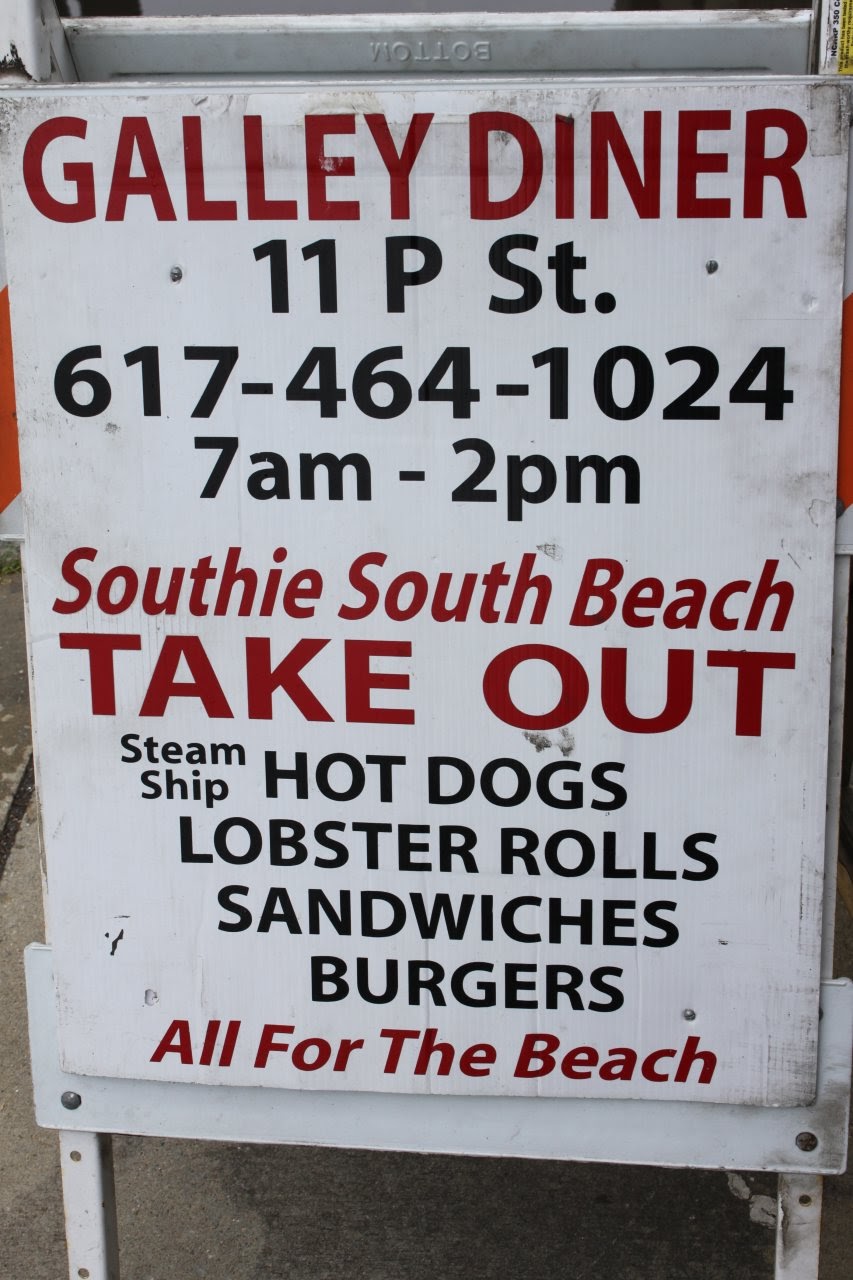 BOTTOM
GALLEY DINER
11 P St.
617-464-1024
7am - 2pm
Southie South Beach
TAKE OUT
Steam
Ship HOT DOGS
LOBSTER ROLLS
SANDWICHES
BURGERS
All For The Beach